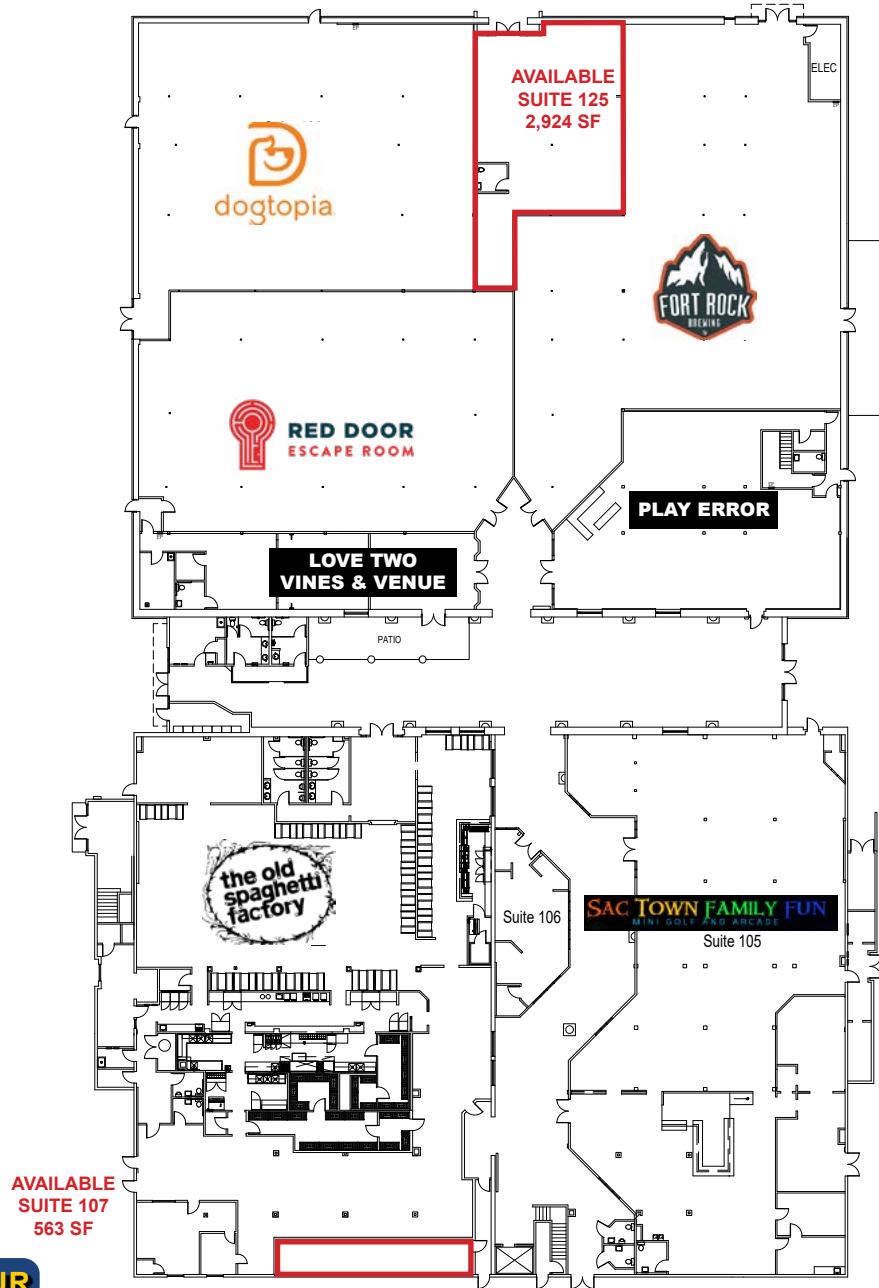 AVAILABLE
SUITE 125
2,924 SF
ELEC
dogtopia
FORT ROCK
BREWING
RED DOOR
ESCAPE ROOM
PLAY ERROR
LOVE TWO
VINES & VENUE
PATIO
the old
spaghetti
factory
Suite 106
SAC TOWN FAMILY FUN
MINI GOLF AND ARCADE
Suite 105
AVAILABLE
SUITE 107
563 SF